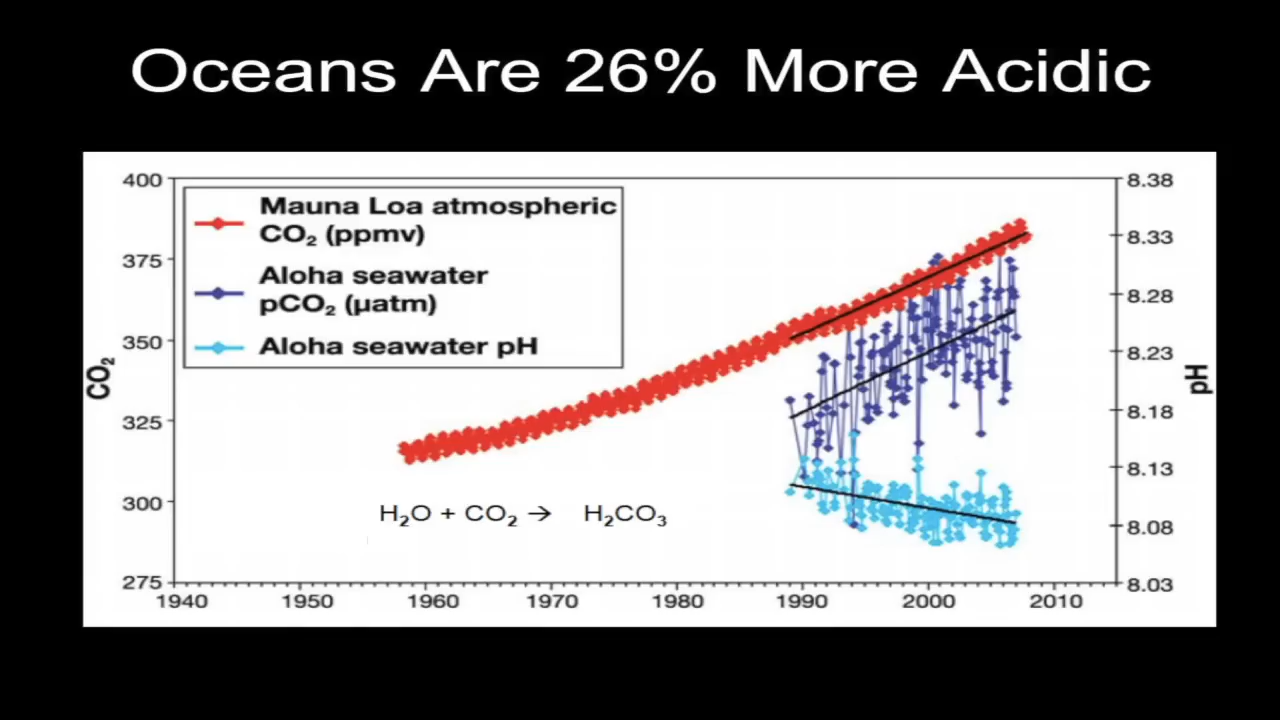 Oceans Are 26% More Acidic
Mauna Loa atmospheric
CO₂ (ppmv)
Aloha seawater
pCO₂ (µatm)
Aloha seawater pH
400
375
350
325
300
275
CO₂
8.38
8.33
8.28
8.23
8.18
8.13
8.08
8.03
pH
H₂O + CO₂ → H₂CO₃
1940 1950 1960 1970 1980 1990 2000 2010